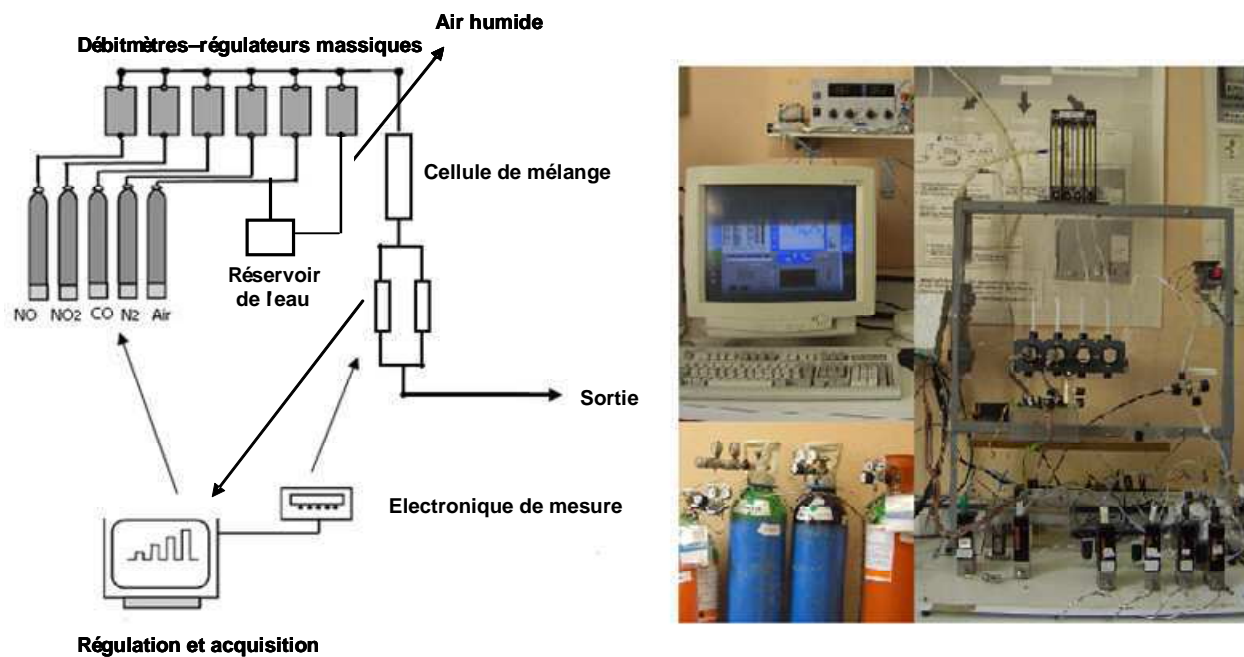 Air humide
Débitmètres–régulateurs massiques
Cellule de mélange
Réservoir
de l'eau
NO NO2 CO N2 Air
Sortie
Electronique de mesure
Régulation et acquisition